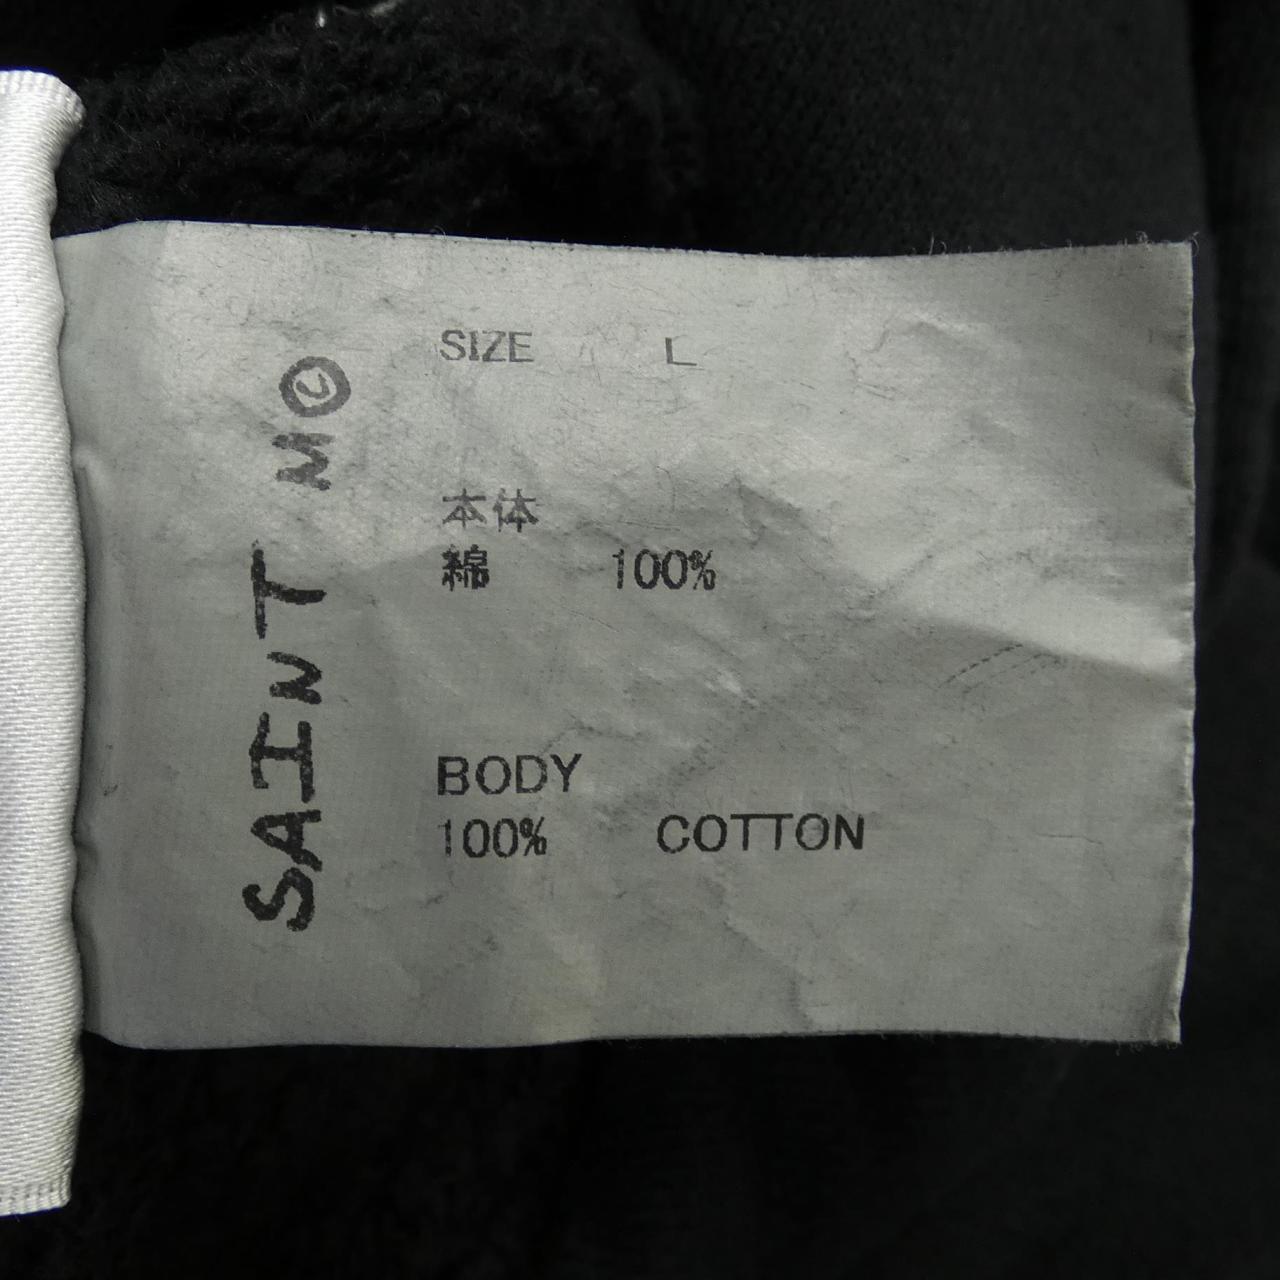 SIZE L
本体
綿 100%
BODY
100% COTTON
SAINT M©